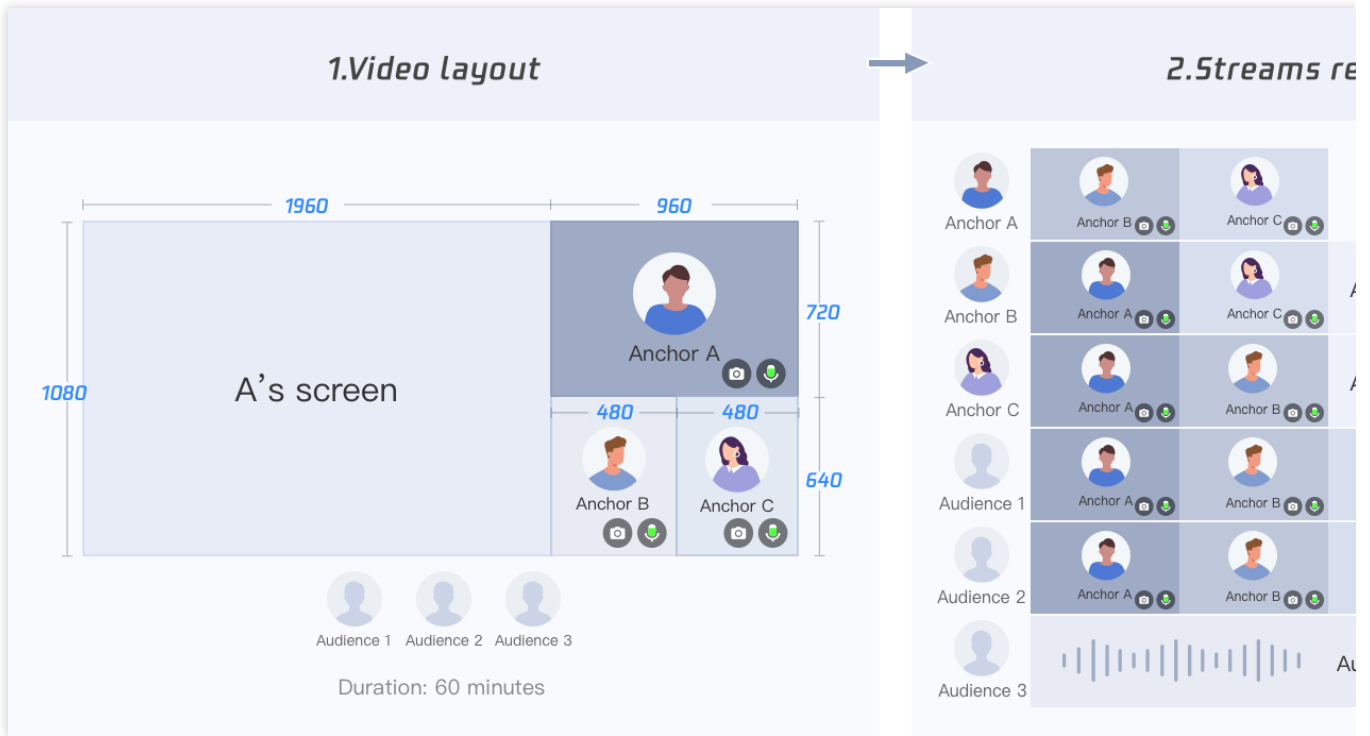 1.Video layout
1960
960
1080
A's screen
Anchor A
720
480
480
Anchor B
Anchor C
640
Audience 1
Audience 2
Audience 3
Duration: 60 minutes
2.Streams re
Anchor A
Anchor B
Anchor C
Anchor B
Anchor A
Anchor C
A
Anchor C
Anchor A
Anchor B
A
Audience 1
Anchor A
Anchor B
Audience 2
Anchor A
Anchor B
Audience 3
Au